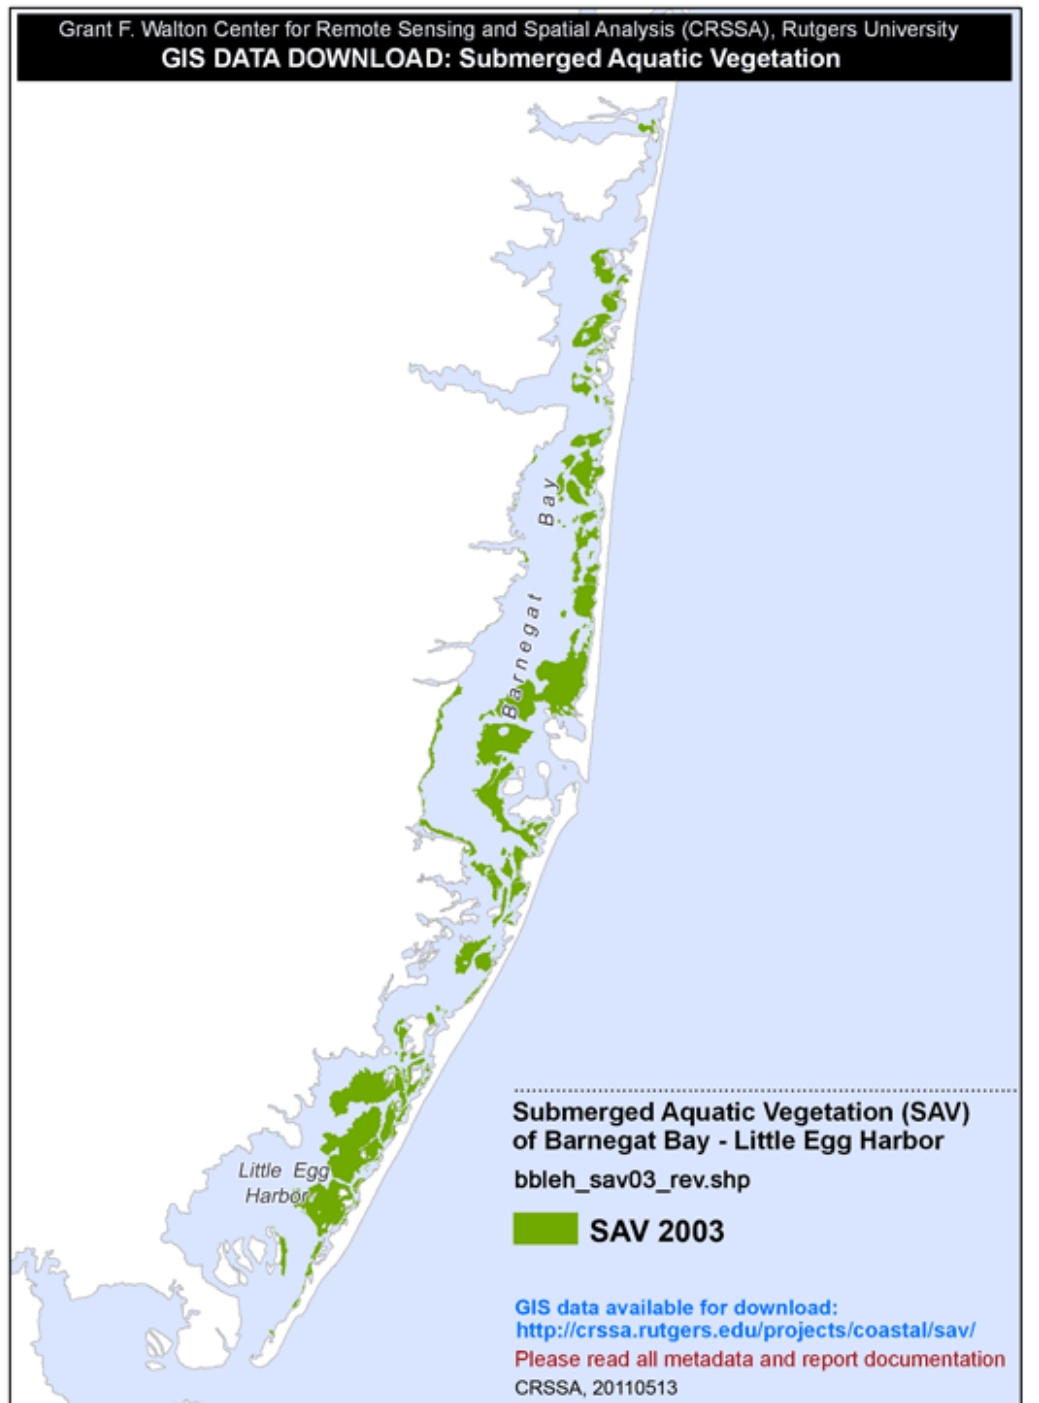 Grant F. Walton Center for Remote Sensing and Spatial Analysis (CRSSA), Rutgers University
GIS DATA DOWNLOAD: Submerged Aquatic Vegetation
Barnegat Bay
Little Egg
Harbor
Submerged Aquatic Vegetation (SAV)
of Barnegat Bay - Little Egg Harbor
bbleh_sav03_rev.shp
SAV 2003
GIS data available for download:
http://crssa.rutgers.edu/projects/coastal/sav/
Please read all metadata and report documentation
CRSSA, 20110513